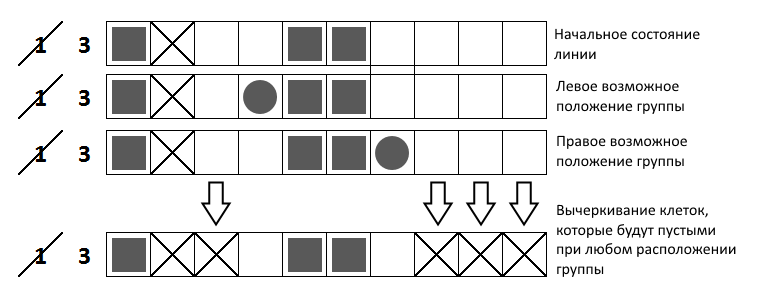 1 3
Начальное состояние
линии
1 3
Левое возможное
положение группы
1 3
Правое возможное
положение группы
1 3
Вычеркивание клеток,
которые будут пустыми
при любом расположении
группы